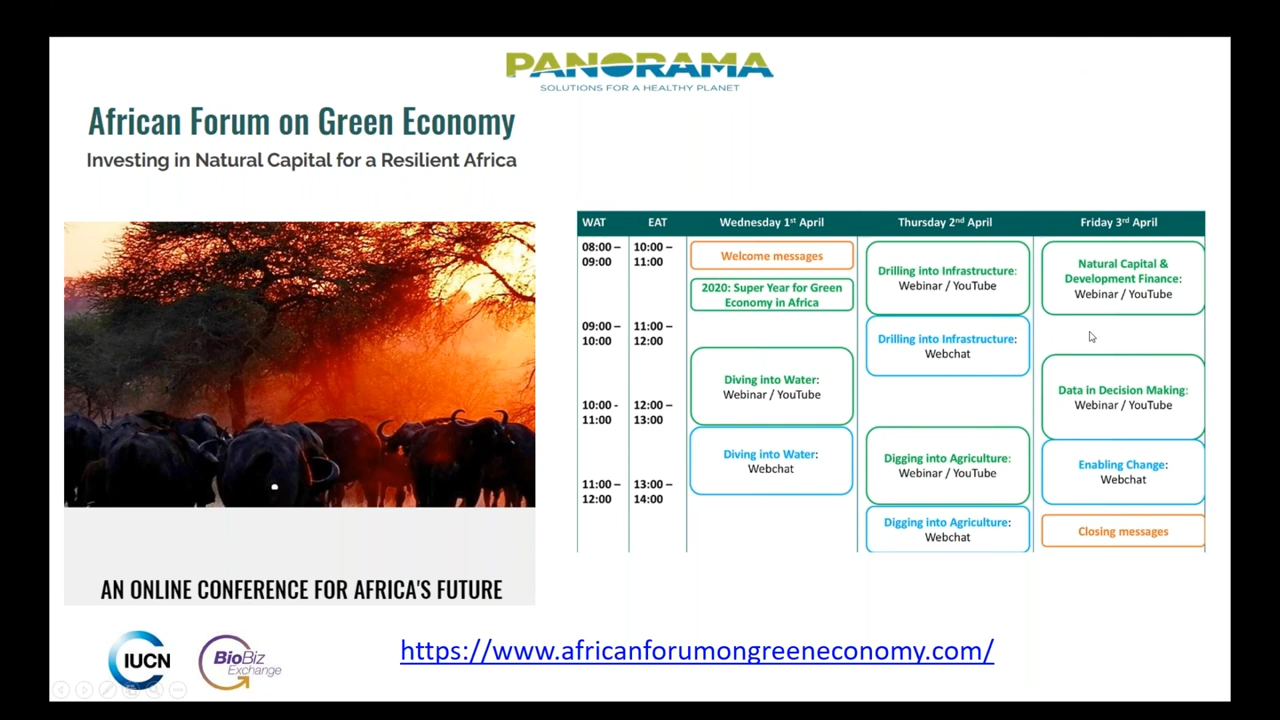 PANORAMA
SOLUTIONS FOR A HEALTHY PLANET
African Forum on Green Economy
Investing in Natural Capital for a Resilient Africa
WAT EAT Wednesday 1st April Thursday 2nd April Friday 3rd April
08:00 –
09:00
10:00 –
11:00
09:00 –
10:00
11:00 –
12:00
10:00 -
11:00
12:00 –
13:00
11:00 –
12:00
13:00 –
14:00
Welcome messages
2020: Super Year for Green
Economy in Africa
Diving into Water:
Webinar / YouTube
Diving into Water:
Webchat
Drilling into Infrastructure:
Webinar / YouTube
Drilling into Infrastructure:
Webchat
Digging into Agriculture:
Webinar / YouTube
Digging into Agriculture:
Webchat
Natural Capital &
Development Finance:
Webinar / YouTube
Data in Decision Making:
Webinar / YouTube
Enabling Change:
Webchat
Closing messages
AN ONLINE CONFERENCE FOR AFRICA'S FUTURE
IUCN
BioBiz
Exchange
https://www.africanforumongreeneconomy.com/